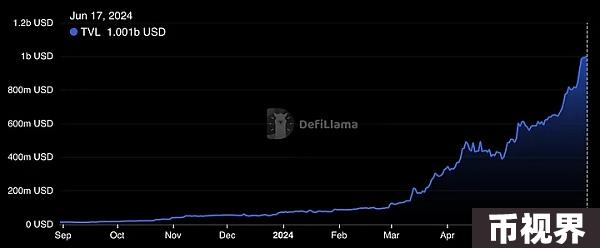 Jun 17, 2024
TVL 1.001b USD
1.2b USD
1b USD
800m USD
600m USD
400m USD
200m USD
0 USD
DefiLlama
Sep Oct Nov Dec 2024 Feb Mar Apr
币视界